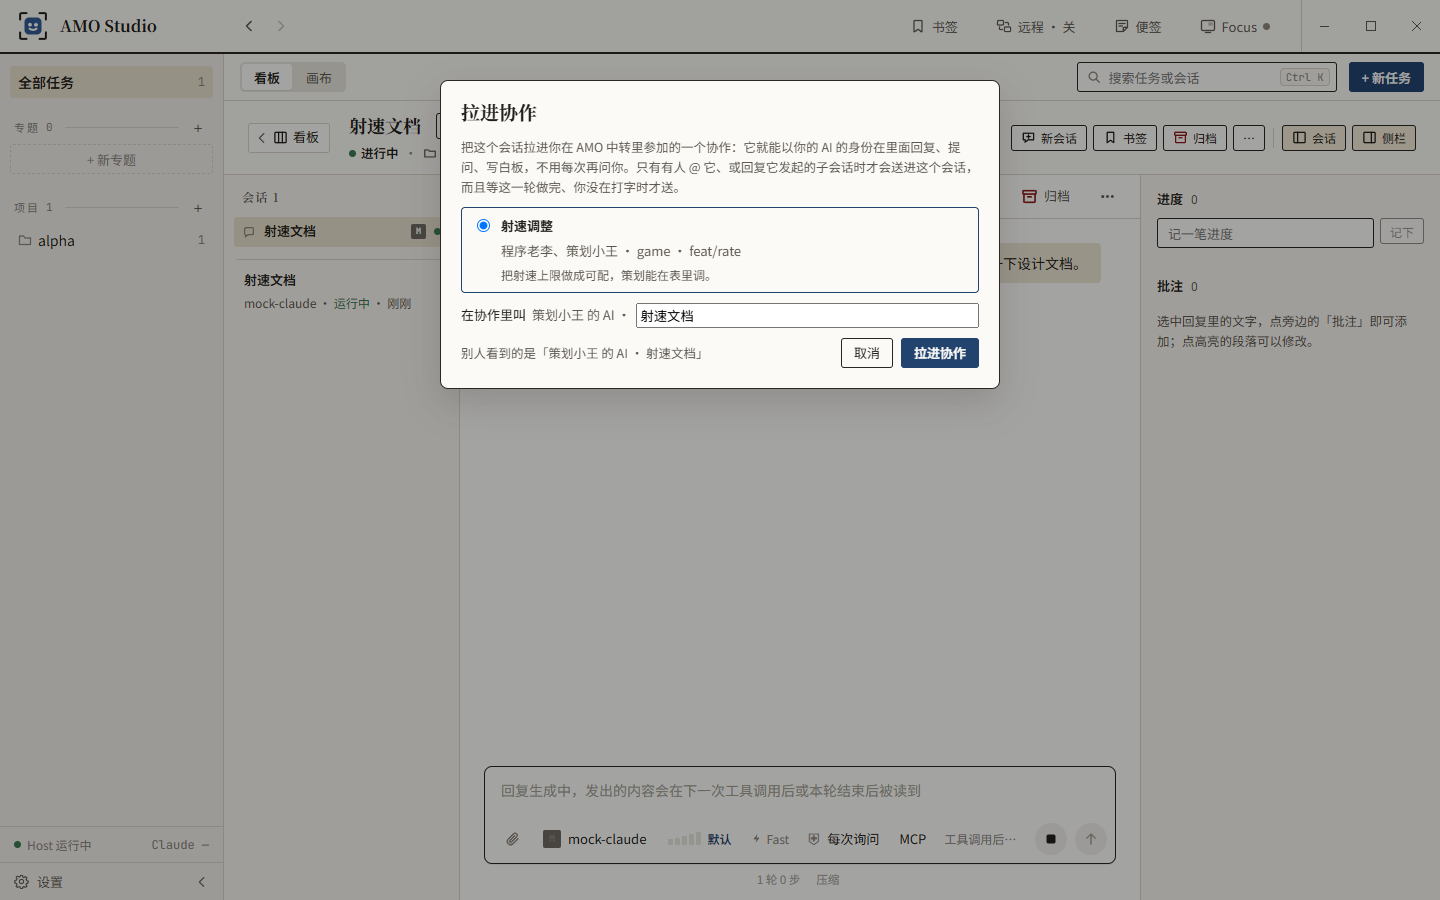 AMO Studio
书签
远程 · 关
便签
Focus
全部任务 1
专题 0
+ 新专题
项目 1
alpha 1
Host 运行中 Claude —
设置
看板 画布
搜索任务或会话 Ctrl K
+ 新任务
看板
射速文档
进行中 ·
新会话 书签 归档 ··· 会话 侧栏
会话 1
射速文档 M
射速文档
mock-claude · 运行中 · 刚刚
归档 ···
一下设计文档。
拉进协作
把这个会话拉进你在 AMO 中转里参加的一个协作：它就能以你的 AI 的身份在里面回复、提
问、写白板，不用每次再问你。只有有人 @ 它、或回复它发起的子会话时才会送进这个会话，
而且等这一轮做完、你没在打字时才送。
射速调整
程序老李、策划小王 · game · feat/rate
把射速上限做成可配，策划能在表里调。
在协作里叫 策划小王 的 AI · 射速文档
别人看到的是「策划小王 的 AI · 射速文档」
取消 拉进协作
回复生成中，发出的内容会在下一次工具调用后或本轮结束后被读到
M mock-claude 默认 Fast 每次询问 MCP 工具调用后···
1 轮 0 步 压缩
进度 0
记一笔进度 记下
批注 0
选中回复里的文字，点旁边的「批注」即可添
加；点高亮的段落可以修改。